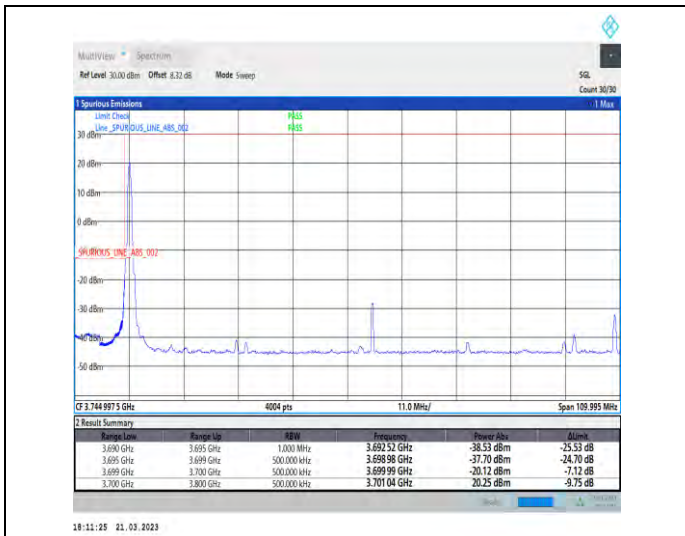 MultiView Spectrum
Ref Level 30.00 dBm Offset 8.32 dB Mode Sweep SGL
Count 30/30
1 Spurious Emissions 1 Max
Limit Check PASS
Line _SPURIOUS_LINE_ABS_002 PASS
30 dBm
20 dBm
10 dBm
0 dBm
-10 dBm
_SPURIOUS_LINE_ABS_002
-20 dBm
-30 dBm
-40 dBm
-50 dBm
CF 3.744 997 5 GHz 4004 pts 11.0 MHz/ Span 109.995 MHz
2 Result Summary
Range Low Range Up RBW Frequency Power Abs ΔLimit
3.690 GHz 3.695 GHz 1.000 MHz 3.692 52 GHz -38.53 dBm -25.53 dB
3.695 GHz 3.699 GHz 500.000 kHz 3.698 98 GHz -37.70 dBm -24.70 dB
3.699 GHz 3.700 GHz 500.000 kHz 3.699 99 GHz -20.12 dBm -7.12 dB
3.700 GHz 3.800 GHz 500.000 kHz 3.701 04 GHz 20.25 dBm -9.75 dB
Ready
18:11:25 21.03.2023